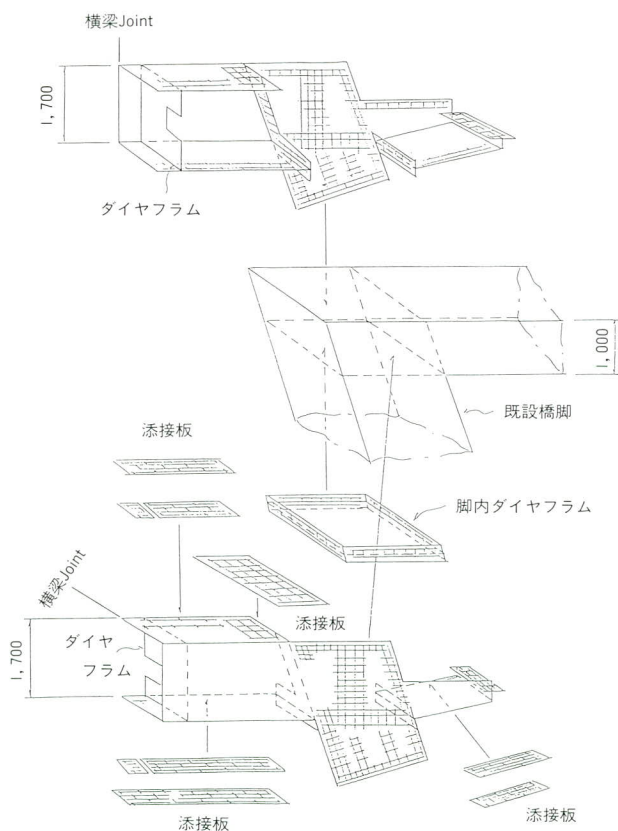 横梁Joint
1,700
ダイヤフラム
1,000
既設橋脚
添接板
脚内ダイヤフラム
横梁Joint
添接板
1,700
ダイヤ
フラム
添接板
添接板